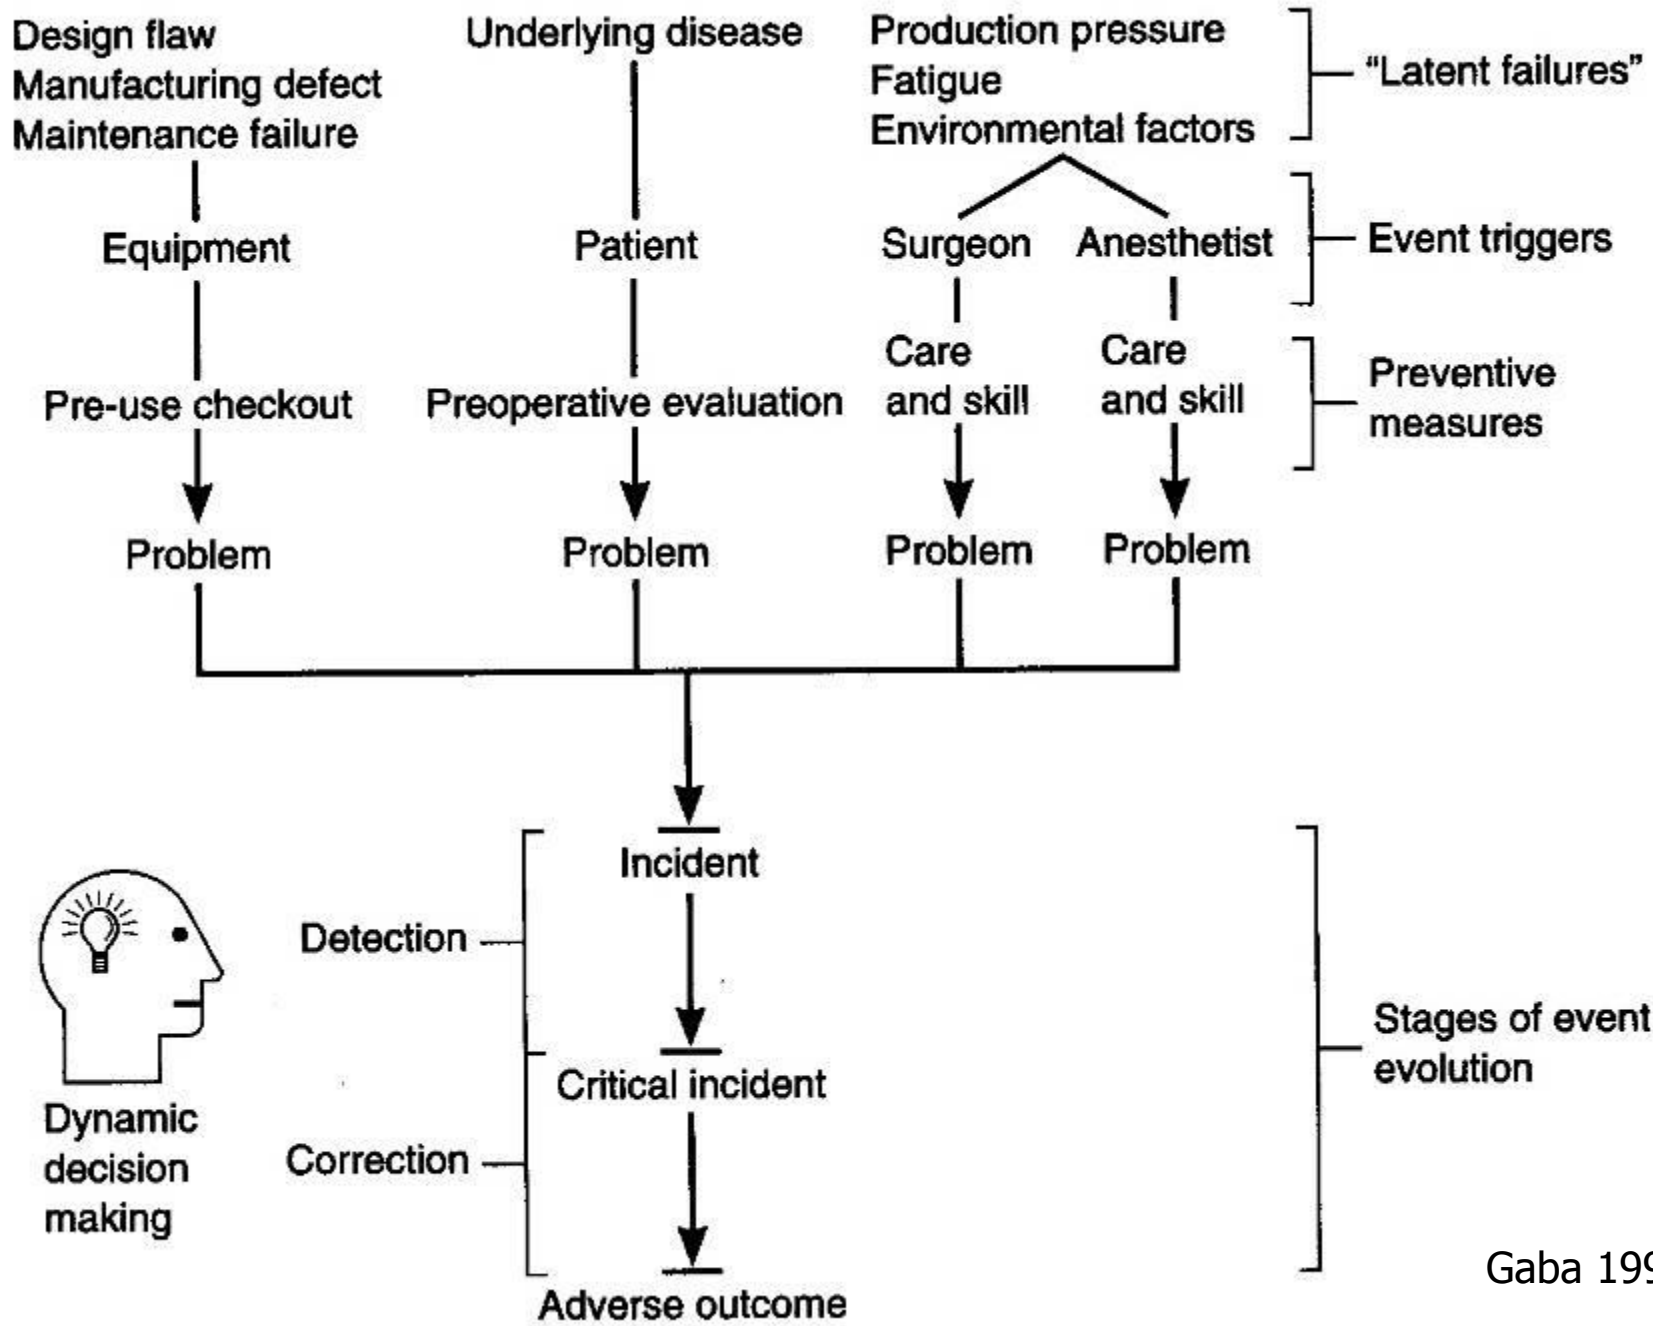 Design flaw
Manufacturing defect
Maintenance failure
Underlying disease
Production pressure
Fatigue
Environmental factors
“Latent failures”
Equipment
Patient
Surgeon
Anesthetist
Event triggers
Pre-use checkout
Preoperative evaluation
Care
and skill
Care
and skill
Preventive
measures
Problem
Problem
Problem
Problem
Incident
Detection
Critical incident
Correction
Adverse outcome
Dynamic
decision
making
Stages of event
evolution
Gaba